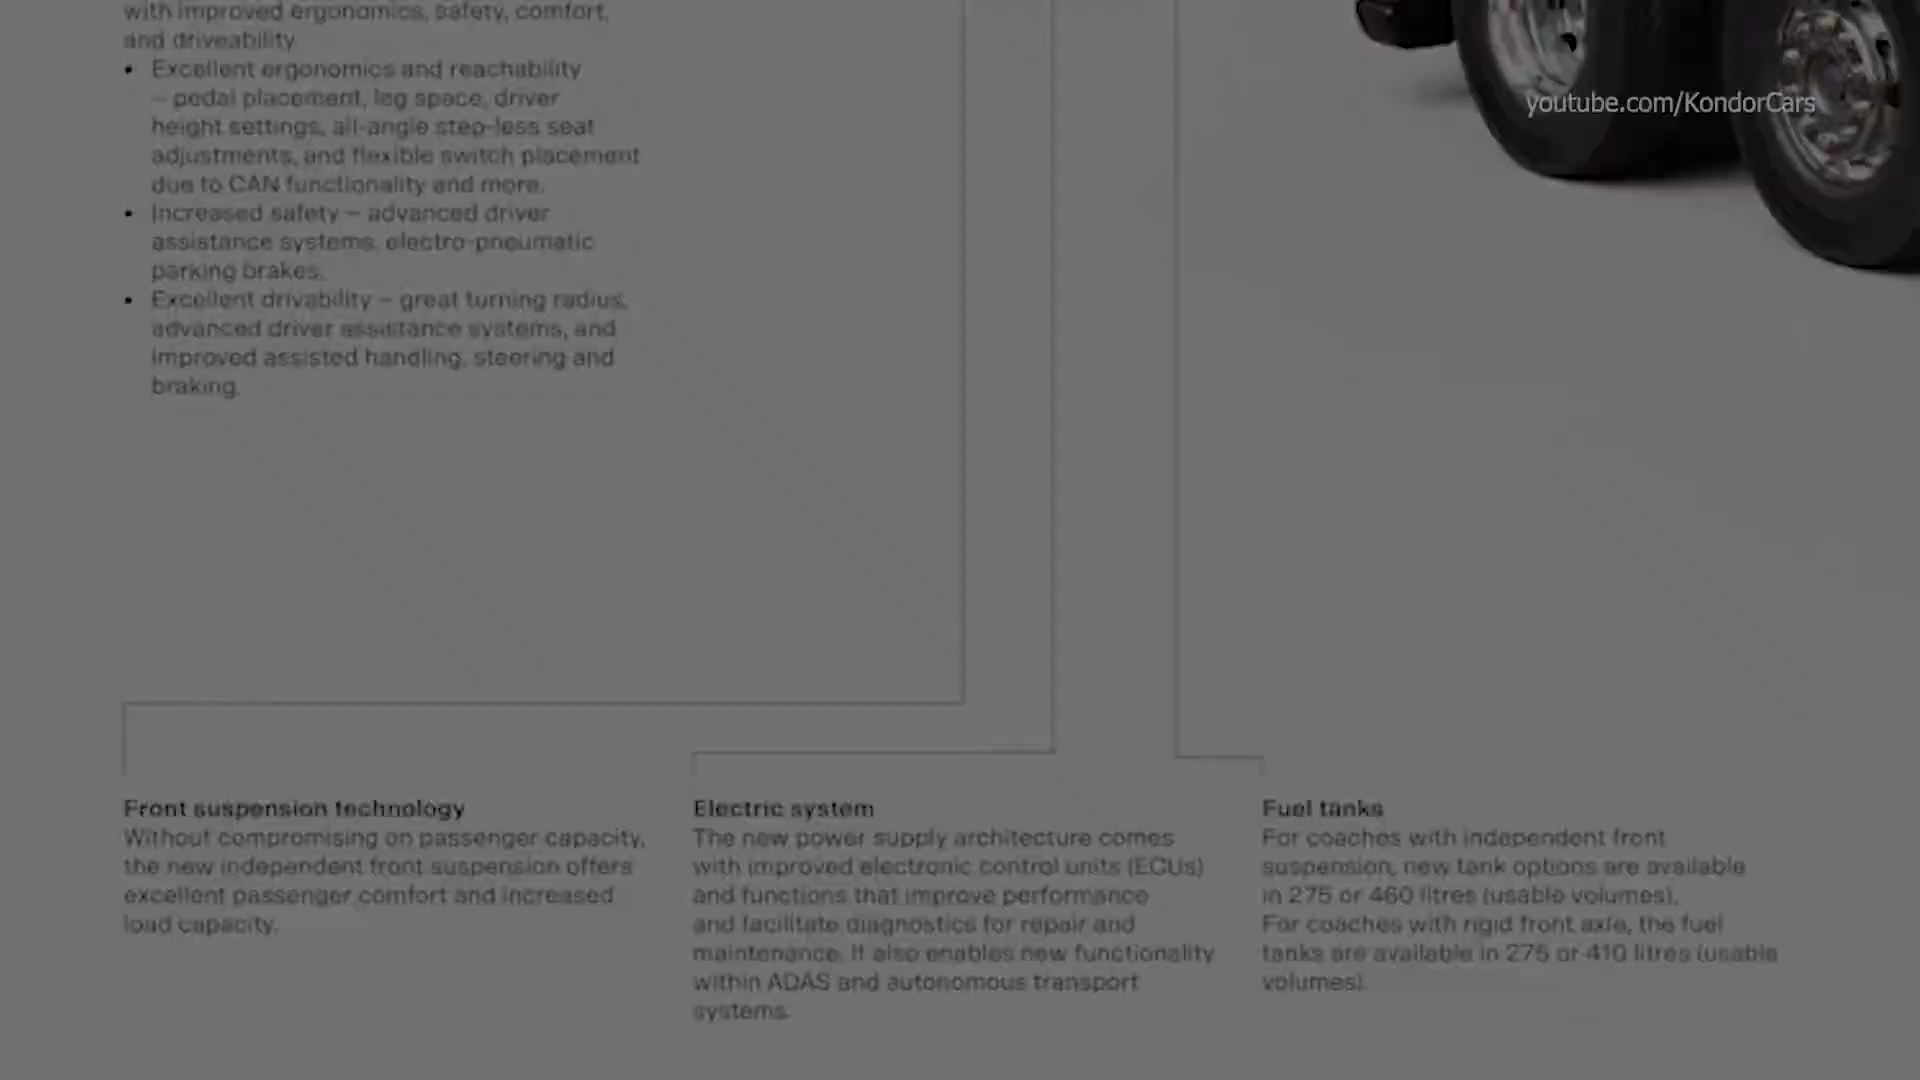 with improved ergonomics, safety, comfort,
and driveability
• Excellent ergonomics and reachability
– pedal placement, leg space, driver
height settings, all-angle step-less seat
adjustments, and flexible switch placement
due to CAN functionality and more.
• Increased safety – advanced driver
assistance systems, electro-pneumatic
parking brakes.
• Excellent drivability – great turning radius,
advanced driver assistance systems, and
improved assisted handling, steering and
braking.
youtube.com/KondorCars
Front suspension technology
Without compromising on passenger capacity,
the new independent front suspension offers
excellent passenger comfort and increased
load capacity.
Electric system
The new power supply architecture comes
with improved electronic control units (ECUs)
and functions that improve performance
and facilitate diagnostics for repair and
maintenance. It also enables new functionality
within ADAS and autonomous transport
systems.
Fuel tanks
For coaches with independent front
suspension, new tank options are available
in 275 or 460 litres (usable volumes).
For coaches with rigid front axle, the fuel
tanks are available in 275 or 410 litres (usable
volumes).